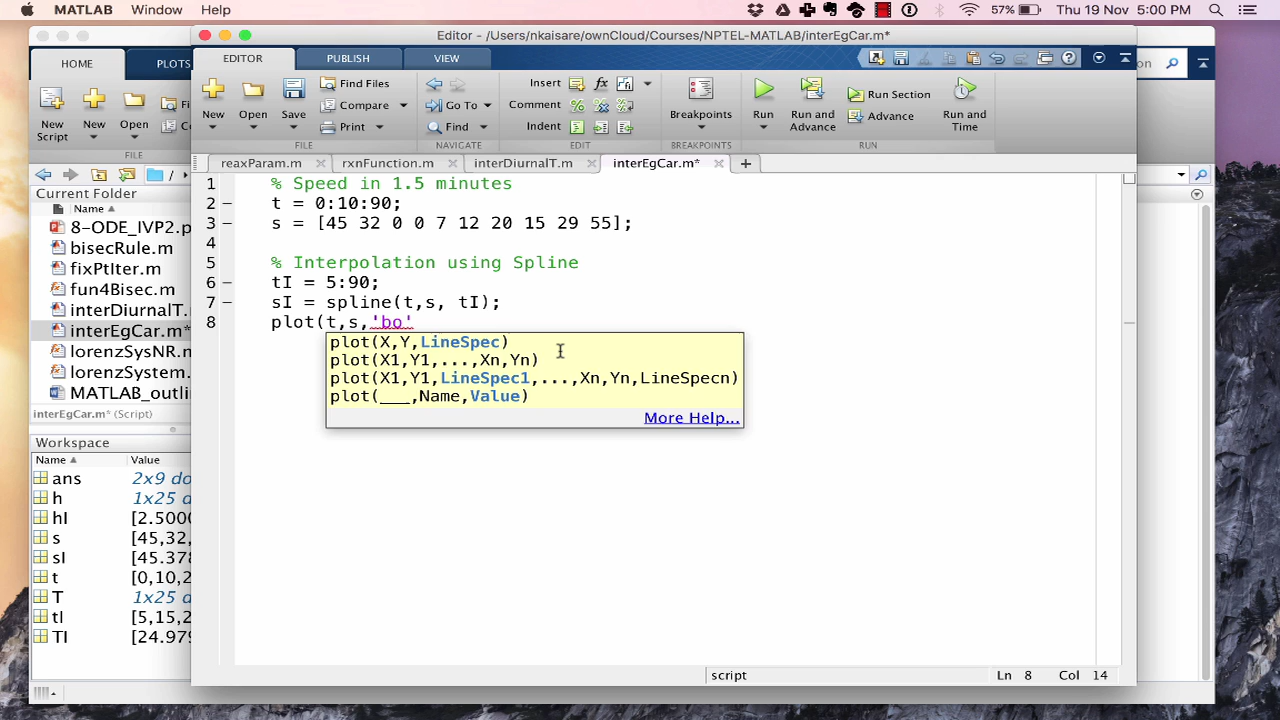 MATLAB Window Help 57% Thu 19 Nov 5:00 PM
Editor - /Users/nkaisare/ownCloud/Courses/NPTEL-MATLAB/interEgCar.m*
HOME PLOTS
EDITOR PUBLISH VIEW
New Script New Open
FILE
New Open Save
Find Files
Compare
Print
FILE
Go To
Find
NAVIGATE
Insert fx
Comment
Indent
EDIT
Breakpoints
BREAKPOINTS
Run Run and Advance
Run Section
Advance
Run and Time
RUN
reaxParam.m rxnFunction.m interDiurnalT.m interEgCar.m*
Current Folder
Name
8-ODE_IVP2.p
bisecRule.m
fixPtIter.m
fun4Bisec.m
interDiurnalT.m
interEgCar.m*
lorenzSysNR.m
lorenzSystem.m
MATLAB_outli
interEgCar.m* (Script)
Workspace
Name Value
ans 2x9 do
h 1x25 d
hI [2.5000
s [45,32,
sI [45.378
t [0,10,2
T 1x25 d
tI [5,15,2
TI [24.979
1 % Speed in 1.5 minutes
2 t = 0:10:90;
3 s = [45 32 0 0 7 12 20 15 29 55];
4
5 % Interpolation using Spline
6 tI = 5:90;
7 sI = spline(t,s, tI);
8 plot(t,s,'bo'
plot(X,Y,LineSpec)
plot(X1,Y1,...,Xn,Yn)
plot(X1,Y1,LineSpec1,...,Xn,Yn,LineSpecn)
plot(___,Name,Value)
More Help...
script Ln 8 Col 14